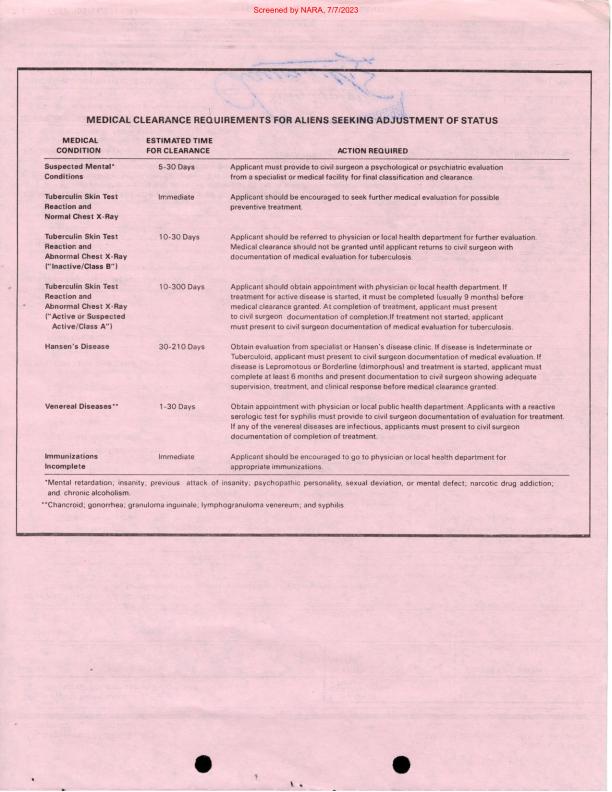 Screened by NARA, 7/7/2023
MEDICAL CLEARANCE REQUIREMENTS FOR ALIENS SEEKING ADJUSTMENT OF STATUS
MEDICAL
CONDITION
ESTIMATED TIME
FOR CLEARANCE
ACTION REQUIRED
Suspected Mental*
Conditions
5-30 Days
Applicant must provide to civil surgeon a psychological or psychiatric evaluation
from a specialist or medical facility for final classification and clearance.
Tuberculin Skin Test
Reaction and
Normal Chest X-Ray
Immediate
Applicant should be encouraged to seek further medical evaluation for possible
preventive treatment.
Tuberculin Skin Test
Reaction and
Abnormal Chest X-Ray
("Inactive/Class B")
10-30 Days
Applicant should be referred to physician or local health department for further evaluation.
Medical clearance should not be granted until applicant returns to civil surgeon with
documentation of medical evaluation for tuberculosis.
Tuberculin Skin Test
Reaction and
Abnormal Chest X-Ray
("Active or Suspected
Active/Class A")
10-300 Days
Applicant should obtain appointment with physician or local health department. If
treatment for active disease is started, it must be completed (usually 9 months) before
medical clearance granted. At completion of treatment, applicant must present
to civil surgeon documentation of completion.If treatment not started, applicant
must present to civil surgeon documentation of medical evaluation for tuberculosis.
Hansen's Disease
30-210 Days
Obtain evaluation from specialist or Hansen's disease clinic. If disease is Indeterminate or
Tuberculoid, applicant must present to civil surgeon documentation of medical evaluation. If
disease is Lepromotous or Borderline (dimorphous) and treatment is started, applicant must
complete at least 6 months and present documentation to civil surgeon showing adequate
supervision, treatment, and clinical response before medical clearance granted.
Venereal Diseases**
1-30 Days
Obtain appointment with physician or local public health department. Applicants with a reactive
serologic test for syphilis must provide to civil surgeon documentation of evaluation for treatment.
If any of the venereal diseases are infectious, applicants must present to civil surgeon
documentation of completion of treatment.
Immunizations
Incomplete
Immediate
Applicant should be encouraged to go to physician or local health department for
appropriate immunizations.
*Mental retardation; insanity; previous attack of insanity; psychopathic personality, sexual deviation, or mental defect; narcotic drug addiction;
and chronic alcoholism.
**Chancroid; gonorrhea; granuloma inguinale; lymphogranuloma venereum; and syphilis